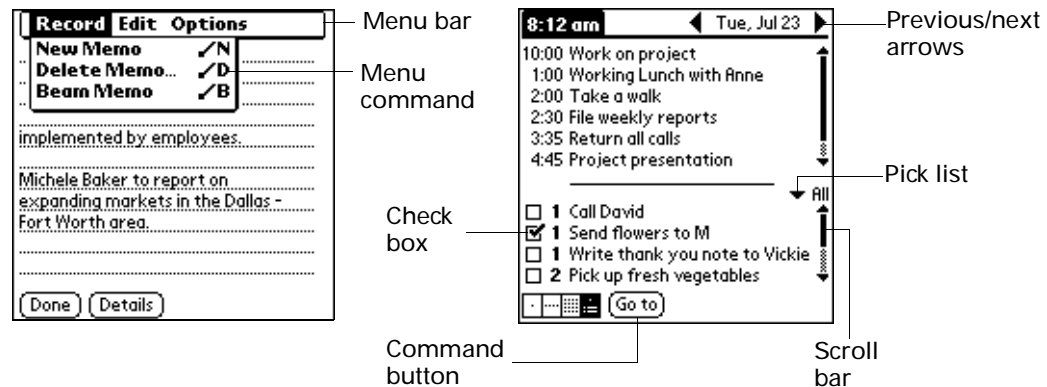 Record Edit Options
New Memo /N
Delete Memo... /D
Beam Memo /B
implemented by employees.
Michele Baker to report on
expanding markets in the Dallas -
Fort Worth area.
Done Details
Menu bar
Menu
command
8:12 am Tue, Jul 23
10:00 Work on project
1:00 Working Lunch with Anne
2:00 Take a walk
2:30 File weekly reports
3:35 Return all calls
4:45 Project presentation
All
1 Call David
1 Send flowers to M
1 Write thank you note to Vickie
2 Pick up fresh vegetables
Go to
Previous/next
arrows
Pick list
Check
box
Command
button
Scroll
bar